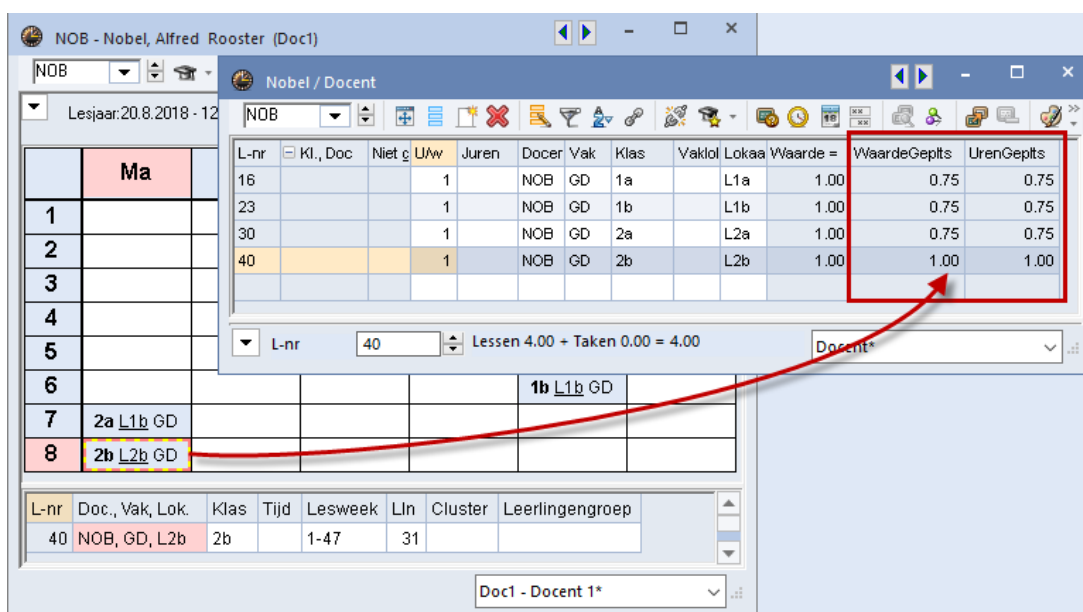 NOB - Nobel, Alfred Rooster (Doc1)
NOB
Lesjaar:20.8.2018 - 12
Ma
1
2
3
4
5
6 1b L1b GD
7 2a L1b GD
8 2b L2b GD
Nobel / Docent
NOB
L-nr Kl., Doc Niet g U/w Juren Docer Vak Klas Vaklol Lokaa Waarde = WaardeGeplts UrenGeplts
16 1 NOB GD 1a L1a 1.00 0.75 0.75
23 1 NOB GD 1b L1b 1.00 0.75 0.75
30 1 NOB GD 2a L2a 1.00 0.75 0.75
40 1 NOB GD 2b L2b 1.00 1.00 1.00
L-nr 40 Lessen 4.00 + Taken 0.00 = 4.00 Docent*
L-nr Doc., Vak, Lok. Klas Tijd Lesweek Lln Cluster Leerlingengroep
40 NOB, GD, L2b 2b 1-47 31
Doc1 - Docent 1*